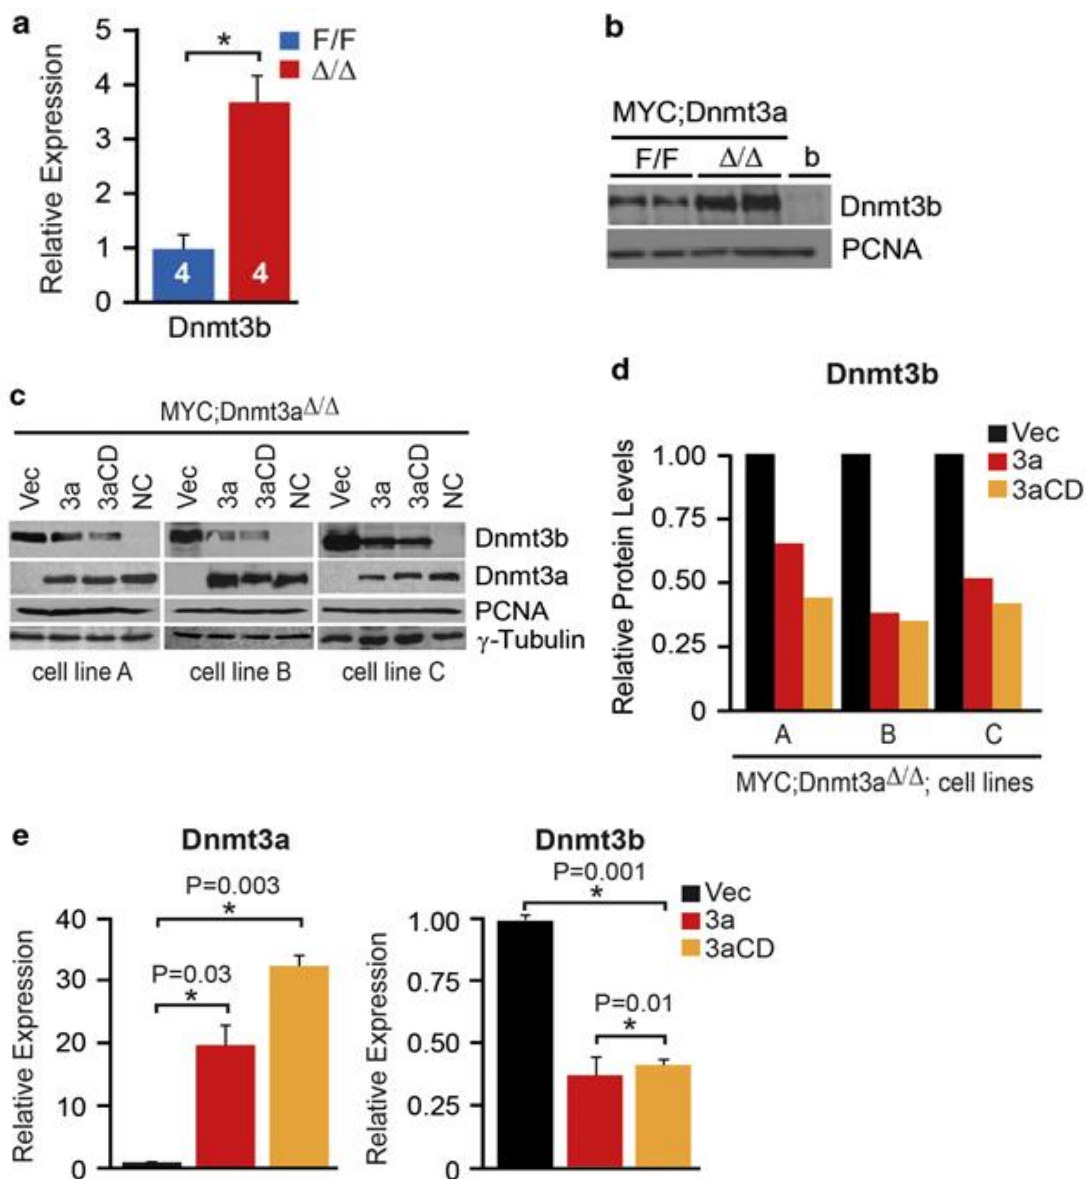 a
5
4
3
2
1
0
Relative Expression
*
F/F
Δ/Δ
4
4
Dnmt3b
b
MYC;Dnmt3a
F/F Δ/Δ b
Dnmt3b
PCNA
c
MYC;Dnmt3aΔ/Δ
Vec 3a 3aCD NC Vec 3a 3aCD NC Vec 3a 3aCD NC
Dnmt3b
Dnmt3a
PCNA
γ-Tubulin
cell line A cell line B cell line C
d
Dnmt3b
Vec
3a
3aCD
1.00
0.75
0.50
0.25
0
Relative Protein Levels
A B C
MYC;Dnmt3aΔ/Δ; cell lines
e
Dnmt3a
P=0.003
*
P=0.03
*
40
30
20
10
0
Relative Expression
Dnmt3b
P=0.001
*
P=0.01
*
Vec
3a
3aCD
1.00
0.75
0.50
0.25
0
Relative Expression